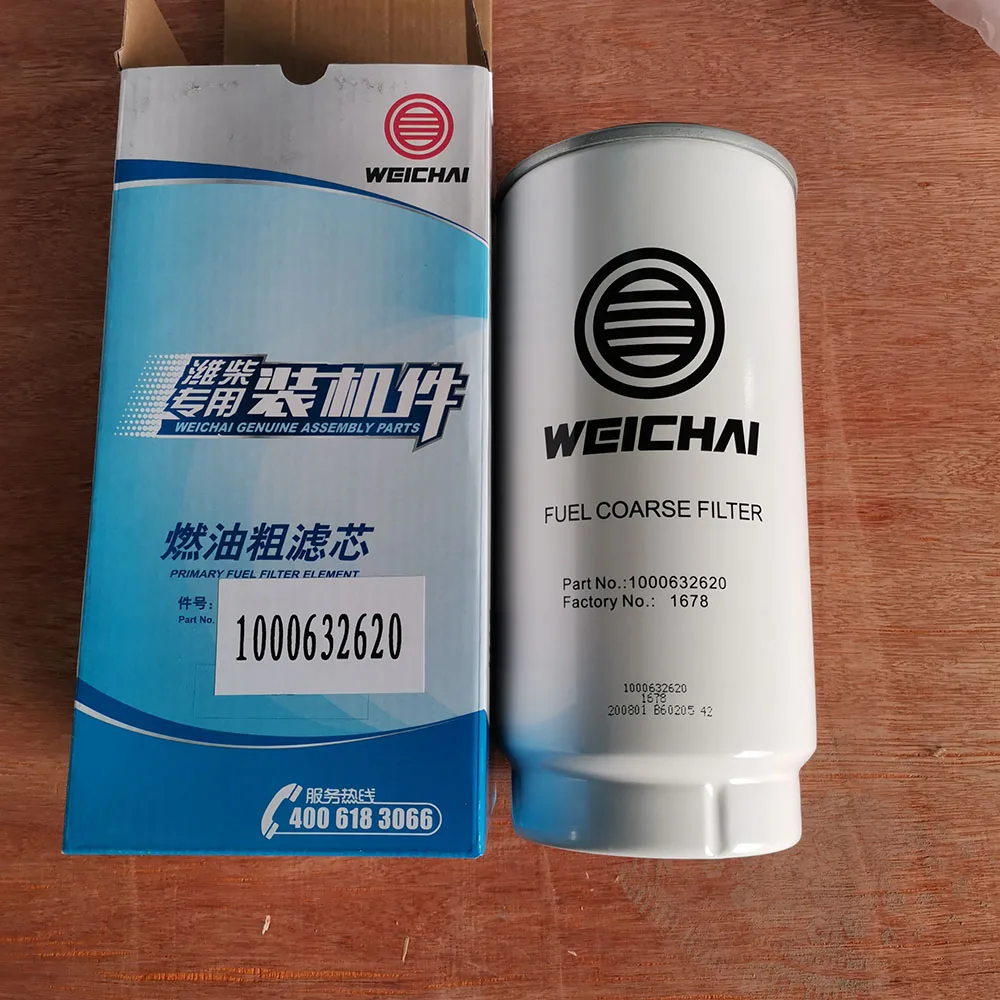 WEICHAI
潍柴
专用
装机件
WEICHAI GENUINE ASSEMBLY PARTS
燃油粗滤芯
PRIMARY FUEL FILTER ELEMENT
件号:
Part No.
1000632620
服务热线
400 618 3066
WEICHAI
FUEL COARSE FILTER
Part No.:1000632620
Factory No.: 1678
1000632620
1678
200801 B60205 42